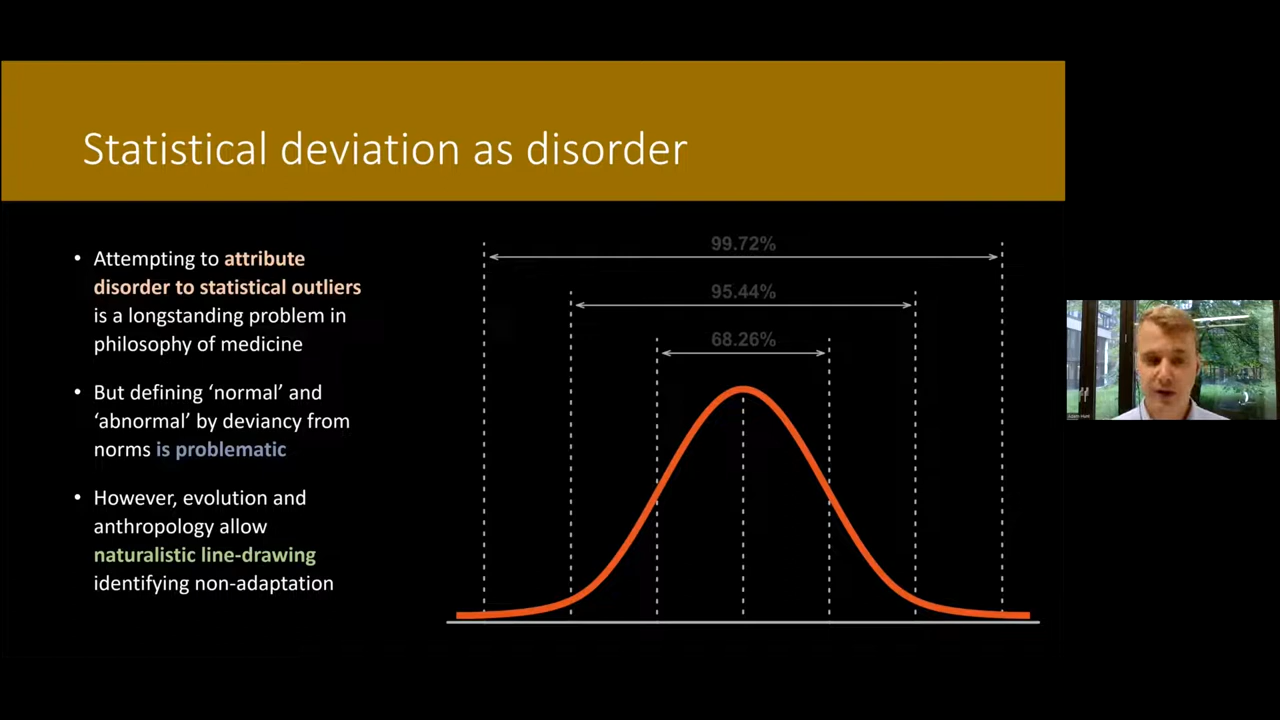 Statistical deviation as disorder
• Attempting to attribute
disorder to statistical outliers
is a longstanding problem in
philosophy of medicine
• But defining ‘normal’ and
‘abnormal’ by deviancy from
norms is problematic
• However, evolution and
anthropology allow
naturalistic line-drawing
identifying non-adaptation
99.72%
95.44%
68.26%
Adam Hunt